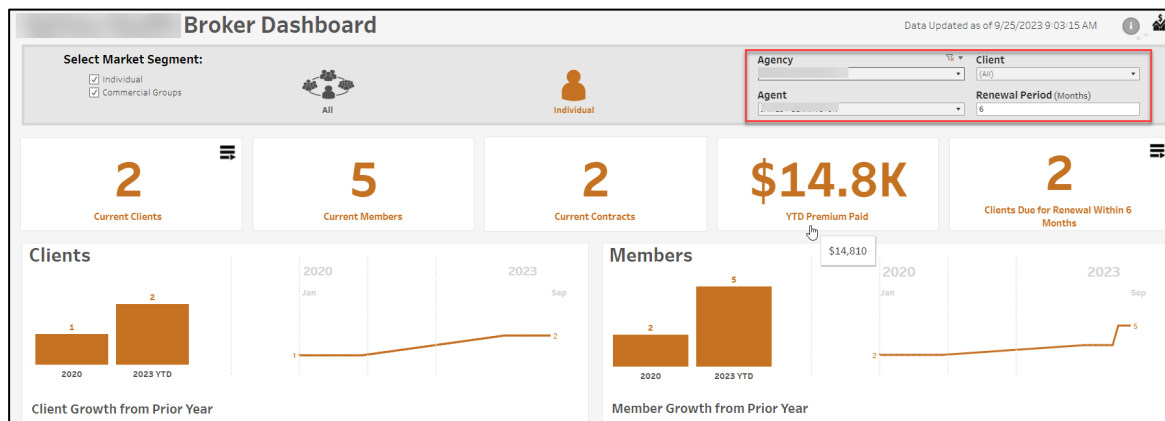 Broker Dashboard
Data Updated as of 9/25/2023 9:03:15 AM
Select Market Segment:
Individual
Commercial Groups
All
Individual
Agency
Client
(All)
Agent
Renewal Period (Months)
6
2
Current Clients
5
Current Members
2
Current Contracts
$14.8K
YTD Premium Paid
2
Clients Due for Renewal Within 6
Months
$14,810
Clients
2020
2023
Jan
Sep
1
2
1
2
2020
2023 YTD
Client Growth from Prior Year
Members
2020
2023
Jan
Sep
2
5
2
5
2020
2023 YTD
Member Growth from Prior Year